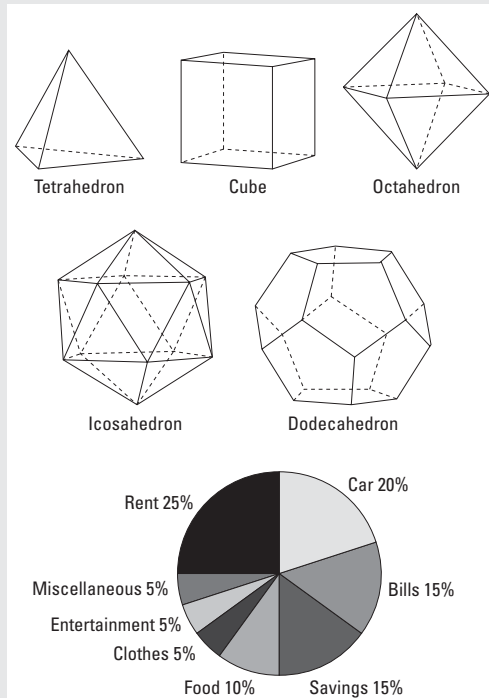 Tetrahedron
Cube
Octahedron
Icosahedron
Dodecahedron
Rent 25%
Car 20%
Miscellaneous 5%
Bills 15%
Entertainment 5%
Clothes 5%
Food 10%
Savings 15%